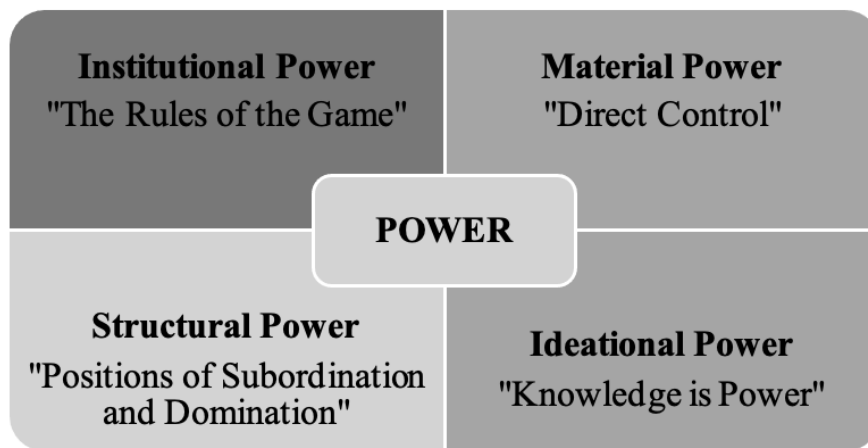 Institutional Power
"The Rules of the Game"
Material Power
"Direct Control"
POWER
Structural Power
"Positions of Subordination
and Domination"
Ideational Power
"Knowledge is Power"